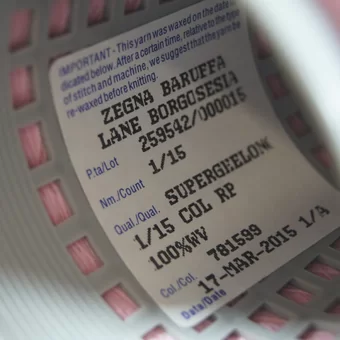 IMPORTANT - This yarn was waxed on the date
dicated below. After a certain time, relative to the type
of stitch and machine, we suggest that the yarn be
re-waxed before knitting.
ZEGNA BARUFFA
LANE BORGOSESIA
P.ta/Lot 259542/000015
Nm./Count 1/15
Qual./Qual. SUPERGEELONG
1/15 COL RP
100%WV
Col./Col. 781599
Data/Date 17-MAR-2015 1/A